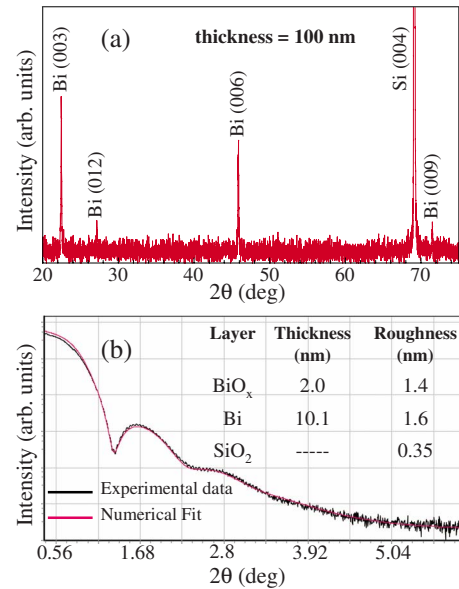 (a)
thickness = 100 nm
Intensity (arb. units)
Bi (003)
Bi (012)
Bi (006)
Si (004)
Bi (009)
20 30 40 50 60 70
2θ (deg)
(b)
Intensity (arb. units)
Layer Thickness Roughness
(nm) (nm)
BiOₓ 2.0 1.4
Bi 10.1 1.6
SiO₂ ----- 0.35
Experimental data
Numerical Fit
0.56 1.68 2.8 3.92 5.04
2θ (deg)